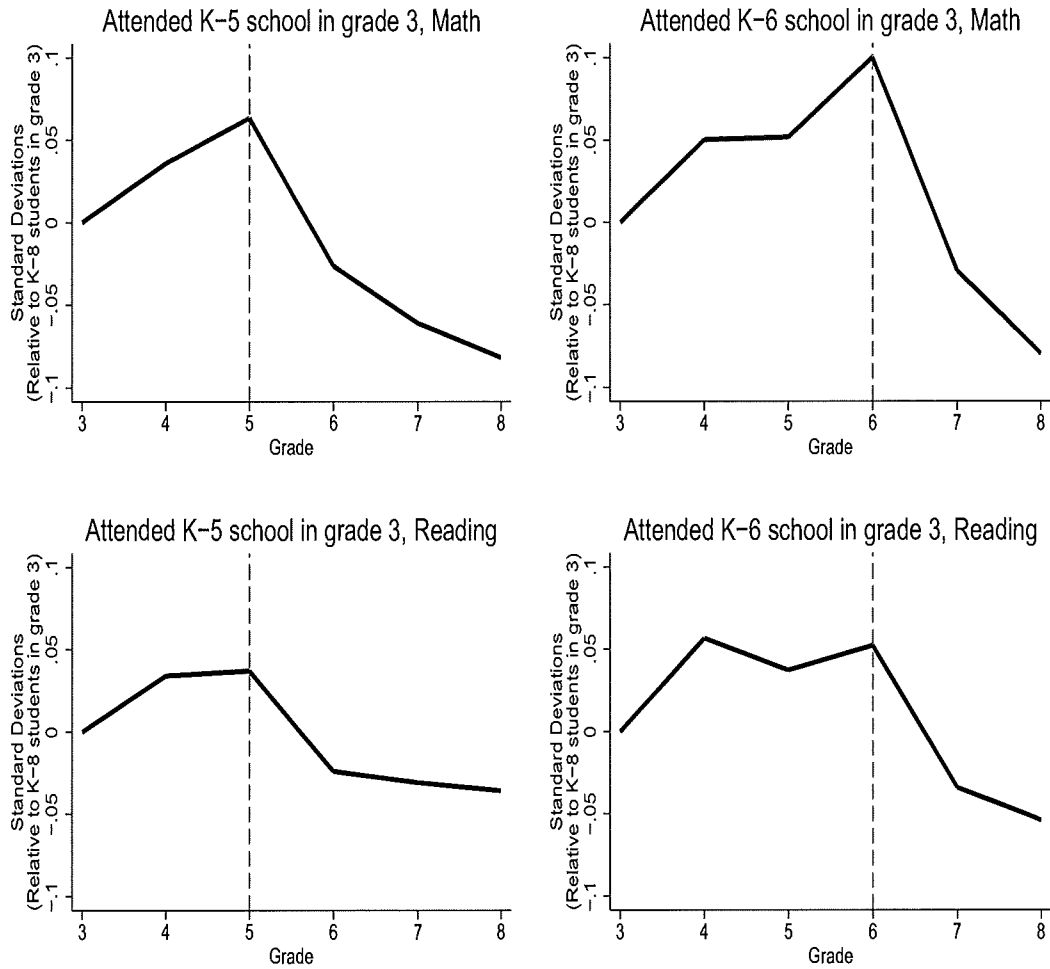 Attended K−5 school in grade 3, Math
Standard Deviations
(Relative to K−8 students in grade 3)
.1
.05
0
−.05
−.1
3 4 5 6 7 8
Grade
Attended K−6 school in grade 3, Math
Standard Deviations
(Relative to K−8 students in grade 3)
.1
.05
0
−.05
−.1
3 4 5 6 7 8
Grade
Attended K−5 school in grade 3, Reading
Standard Deviations
(Relative to K−8 students in grade 3)
.1
.05
0
−.05
−.1
3 4 5 6 7 8
Grade
Attended K−6 school in grade 3, Reading
Standard Deviations
(Relative to K−8 students in grade 3)
.1
.05
0
−.05
−.1
3 4 5 6 7 8
Grade